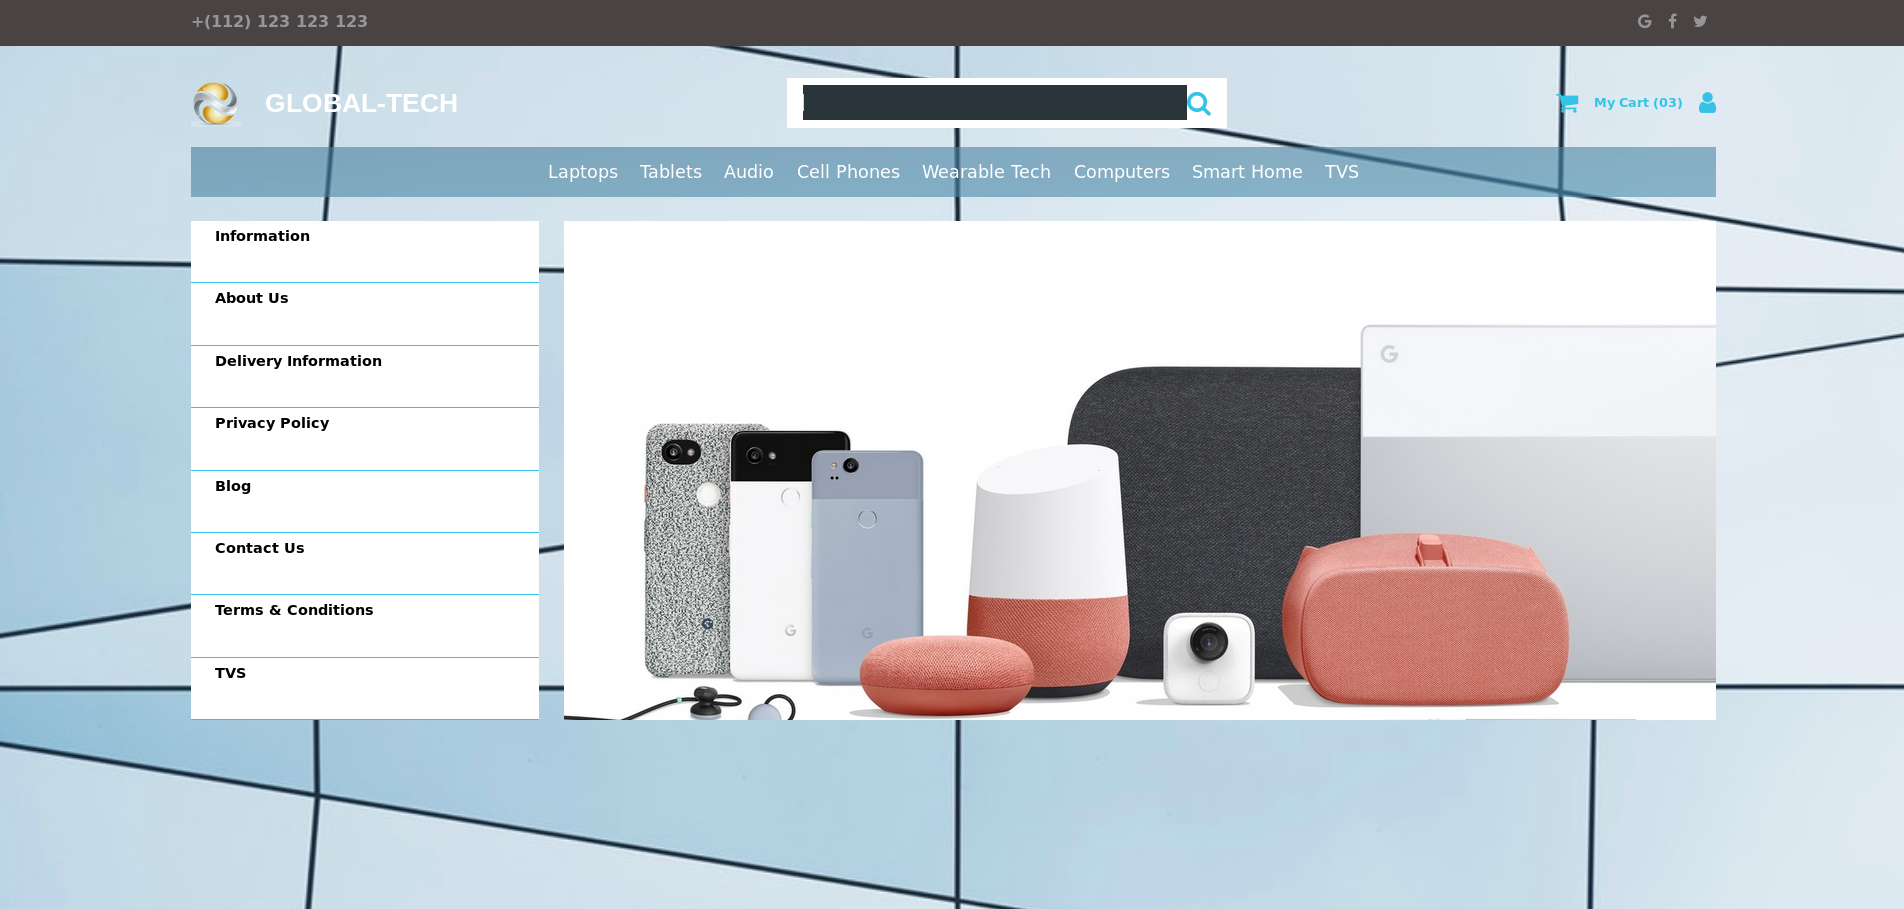 +(112) 123 123 123
GLOBAL-TECH
My Cart (03)
Laptops Tablets Audio Cell Phones Wearable Tech Computers Smart Home TVS
Information
About Us
Delivery Information
Privacy Policy
Blog
Contact Us
Terms & Conditions
TVS